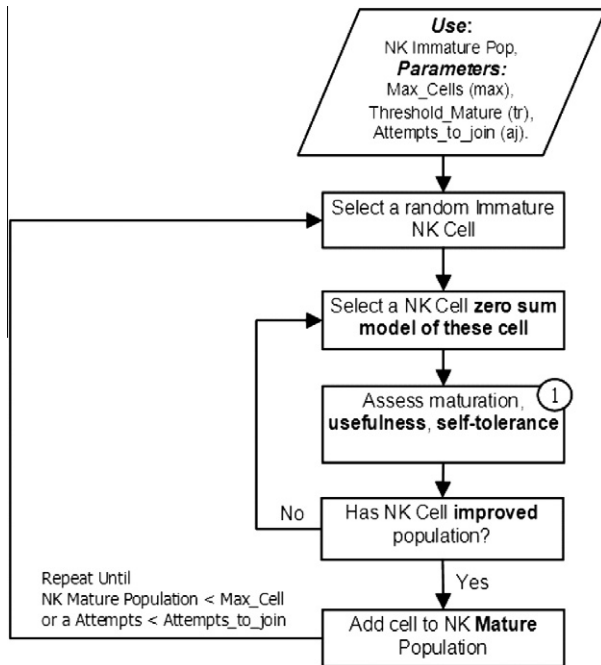 Use:
NK Immature Pop,
Parameters:
Max_Cells (max),
Threshold_Mature (tr),
Attempts_to_join (aj).
Select a random Immature
NK Cell
Select a NK Cell zero sum
model of these cell
1
Assess maturation,
usefulness, self-tolerance
Has NK Cell improved
population?
No
Yes
Repeat Until
NK Mature Population < Max_Cell
or a Attempts < Attempts_to_join
Add cell to NK Mature
Population